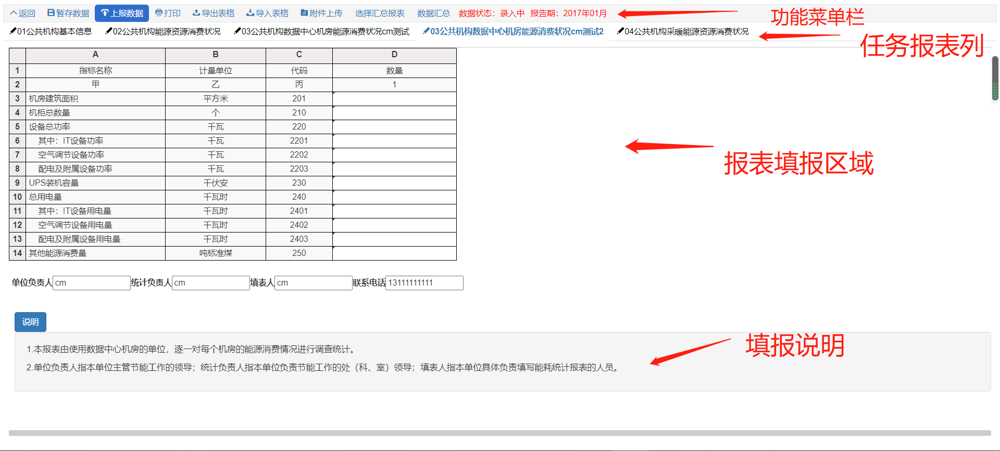 返回 暂存数据 上报数据 打印 导出表格 导入表格 附件上传 选择汇总报表 数据汇总 数据状态：录入中 报告期：2017年01月
功能菜单栏
01公共机构基本信息 02公共机构能源资源消费状况 03公共机构数据中心机房能源消费状况cm测试 03公共机构数据中心机房能源消费状况cm测试2 04公共机构采暖能源资源消费状况
任务报表列
A B C D
1 指标名称 计量单位 代码 数量
2 甲 乙 丙 1
3 机房建筑面积 平方米 201
4 机柜总数量 个 210
5 设备总功率 千瓦 220
6 其中：IT设备功率 千瓦 2201
7 空气调节设备功率 千瓦 2202
8 配电及附属设备功率 千瓦 2203
9 UPS装机容量 千伏安 230
10 总用电量 千瓦时 240
11 其中：IT设备用电量 千瓦时 2401
12 空气调节设备用电量 千瓦时 2402
13 配电及附属设备用电量 千瓦时 2403
14 其他能源消费量 吨标准煤 250
报表填报区域
单位负责人 cm 统计负责人 cm 填表人 cm 联系电话 13111111111
说明
填报说明
1.本报表由使用数据中心机房的单位，逐一对每个机房的能源消费情况进行调查统计。
2.单位负责人指本单位主管节能工作的领导；统计负责人指本单位负责节能工作的处（科、室）领导；填表人指本单位具体负责填写能耗统计报表的人员。